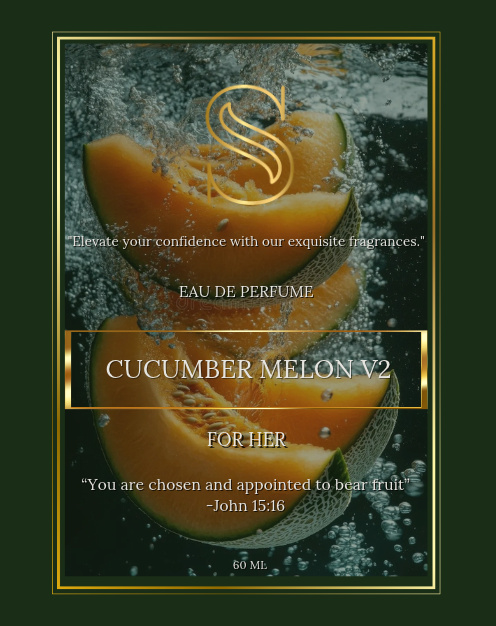 S
"Elevate your confidence with our exquisite fragrances."
EAU DE PERFUME
CUCUMBER MELON V2
FOR HER
“You are chosen and appointed to bear fruit”
-John 15:16
60 ML